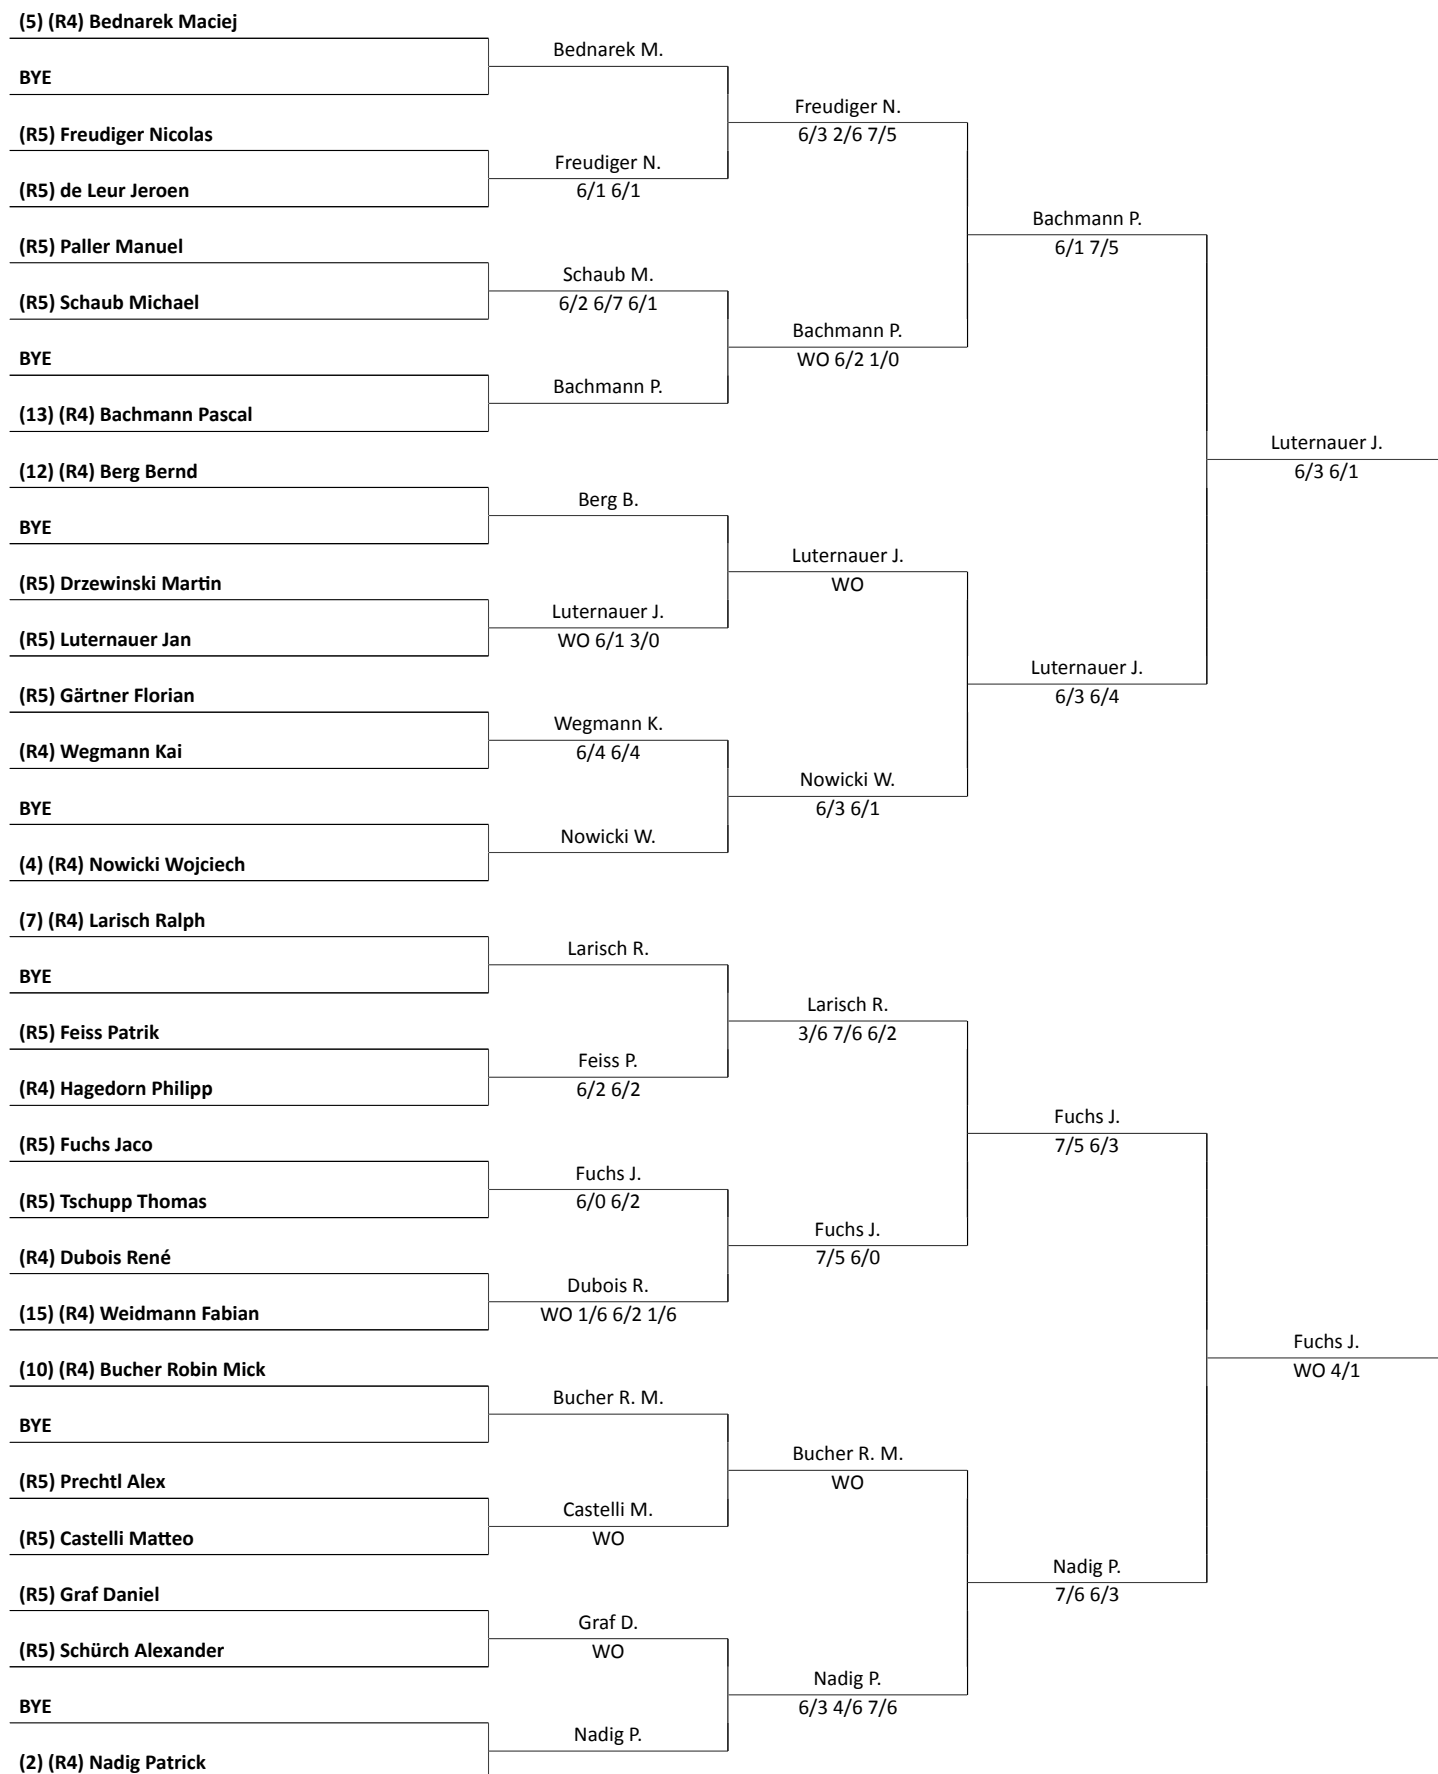 (5) (R4) Bednarek Maciej
BYE
(R5) Freudiger Nicolas
(R5) de Leur Jeroen
(R5) Paller Manuel
(R5) Schaub Michael
BYE
(13) (R4) Bachmann Pascal
(12) (R4) Berg Bernd
BYE
(R5) Drzewinski Martin
(R5) Luternauer Jan
(R5) Gärtner Florian
(R4) Wegmann Kai
BYE
(4) (R4) Nowicki Wojciech
(7) (R4) Larisch Ralph
BYE
(R5) Feiss Patrik
(R4) Hagedorn Philipp
(R5) Fuchs Jaco
(R5) Tschupp Thomas
(R4) Dubois René
(15) (R4) Weidmann Fabian
(10) (R4) Bucher Robin Mick
BYE
(R5) Prechtl Alex
(R5) Castelli Matteo
(R5) Graf Daniel
(R5) Schürch Alexander
BYE
(2) (R4) Nadig Patrick
Bednarek M.
Freudiger N.
6/1 6/1
Schaub M.
6/2 6/7 6/1
Bachmann P.
Berg B.
Luternauer J.
WO 6/1 3/0
Wegmann K.
6/4 6/4
Nowicki W.
Larisch R.
Feiss P.
6/2 6/2
Fuchs J.
6/0 6/2
Dubois R.
WO 1/6 6/2 1/6
Bucher R. M.
Castelli M.
WO
Graf D.
WO
Nadig P.
Freudiger N.
6/3 2/6 7/5
Bachmann P.
WO 6/2 1/0
Luternauer J.
WO
Nowicki W.
6/3 6/1
Larisch R.
3/6 7/6 6/2
Fuchs J.
7/5 6/0
Bucher R. M.
WO
Nadig P.
6/3 4/6 7/6
Bachmann P.
6/1 7/5
Luternauer J.
6/3 6/4
Fuchs J.
7/5 6/3
Nadig P.
7/6 6/3
Luternauer J.
6/3 6/1
Fuchs J.
WO 4/1